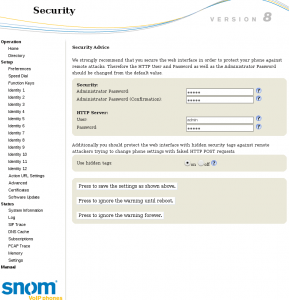 Security
VERSION 8
Operation
Home
Directory
Setup
Preferences
Speed Dial
Function Keys
Identity 1
Identity 2
Identity 3
Identity 4
Identity 5
Identity 6
Identity 7
Identity 8
Identity 9
Identity 10
Identity 11
Identity 12
Action URL Settings
Advanced
Certificates
Software Update
Status
System Information
Log
SIP Trace
DNS Cache
Subscriptions
PCAP Trace
Memory
Settings
Manual
snom
VoIP phones
Security Advice
We strongly recommend that you secure the web interface in order to protect your phone against
remote attacks. Therefore the HTTP User and Password as well as the Administrator Password
should be changed from the default value.
Security:
Administrator Password:
*****
Administrator Password (Confirmation):
*****
HTTP Server:
User:
admin
Password:
*****
Additionally you should protect the web interface with hidden security tags against remote
attackers trying to change phone settings with faked HTTP POST requests
Use hidden tags:
on off
Press to save the settings as shown above.
Press to ignore the warning until reboot.
Press to ignore the warning forever.